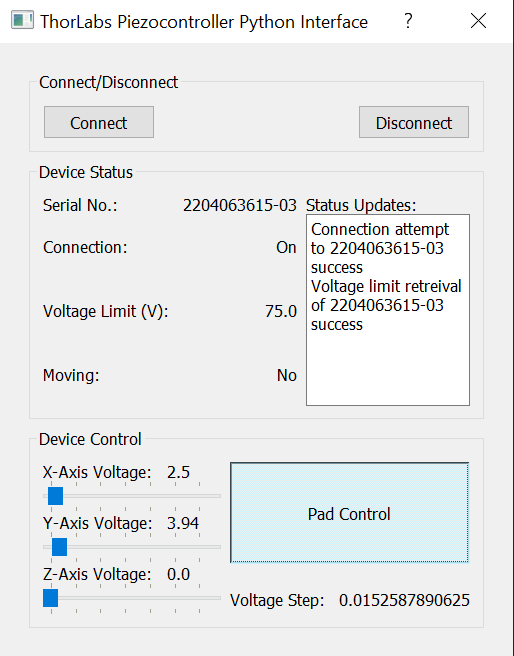 ThorLabs Piezocontroller Python Interface
?
Connect/Disconnect
Connect
Disconnect
Device Status
Serial No.: 2204063615-03
Status Updates:
Connection attempt
to 2204063615-03
success
Voltage limit retreival
of 2204063615-03
success
Connection: On
Voltage Limit (V): 75.0
Moving: No
Device Control
X-Axis Voltage: 2.5
Y-Axis Voltage: 3.94
Z-Axis Voltage: 0.0
Pad Control
Voltage Step: 0.0152587890625